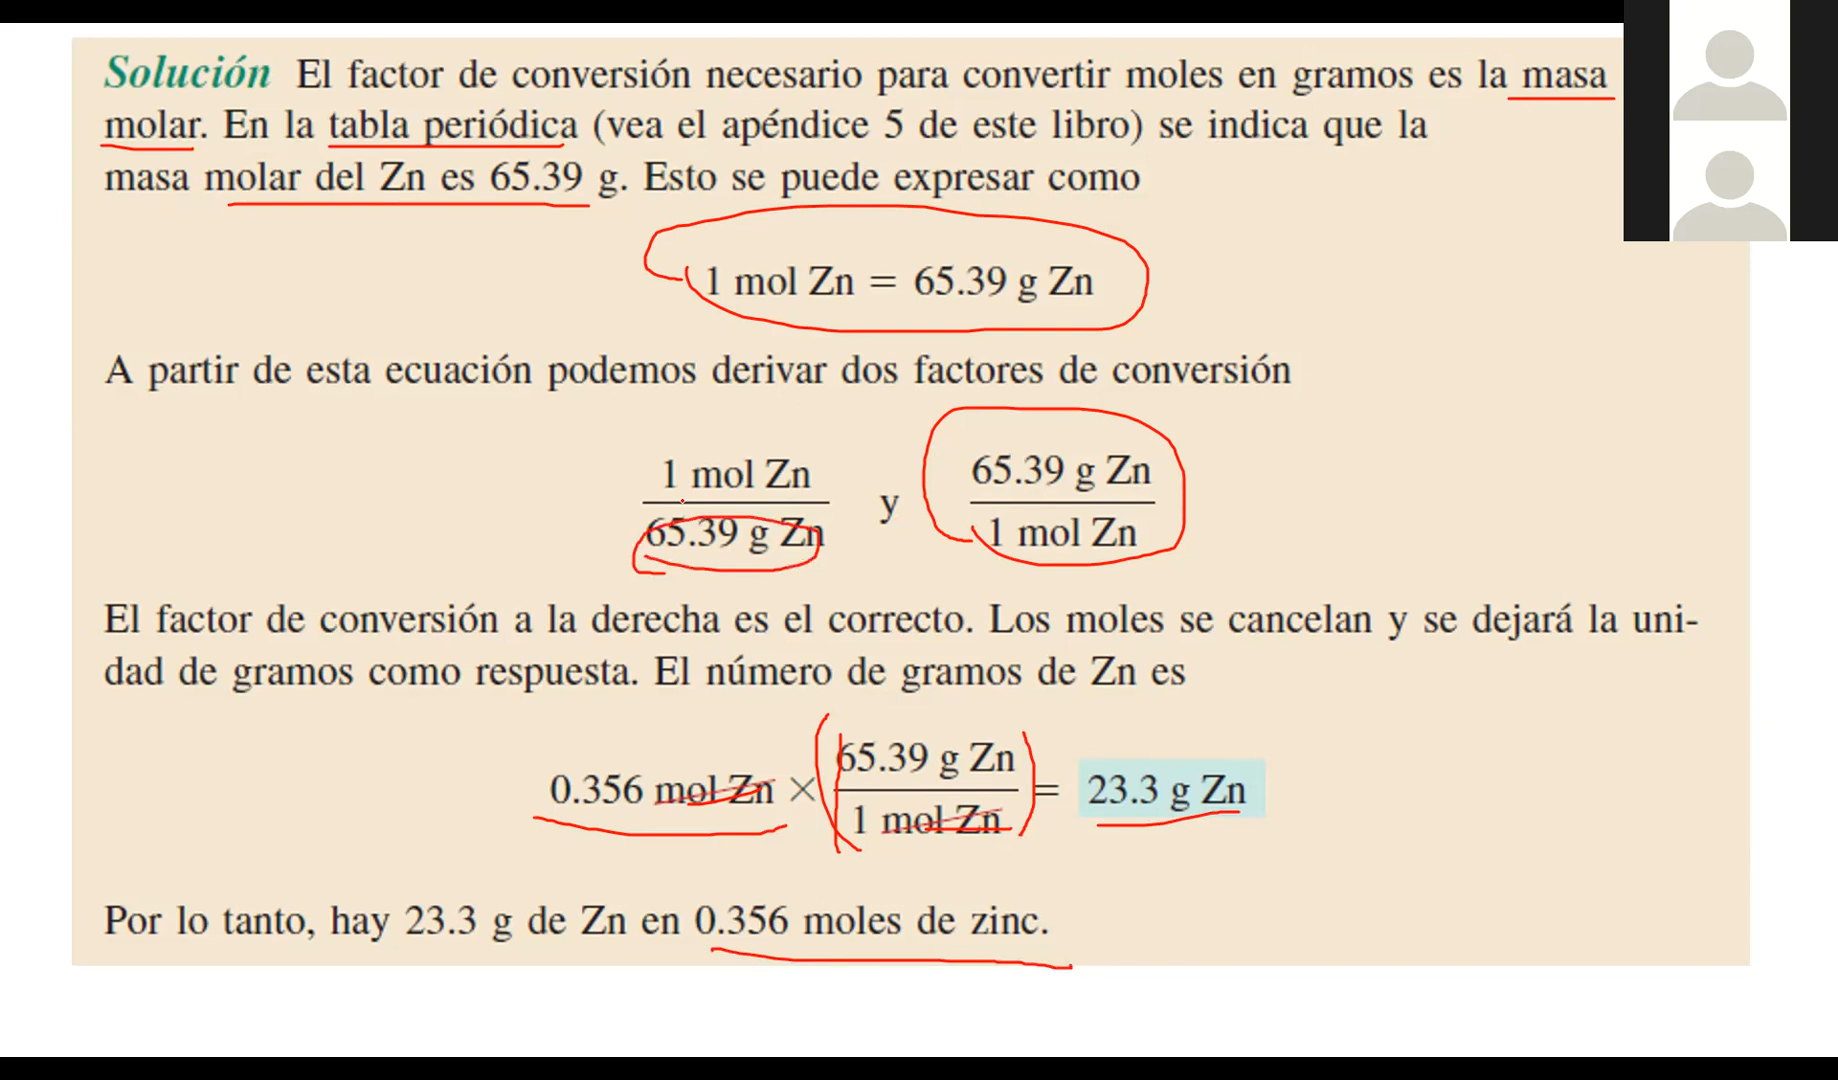 Solución El factor de conversión necesario para convertir moles en gramos es la masa
molar. En la tabla periódica (vea el apéndice 5 de este libro) se indica que la
masa molar del Zn es 65.39 g. Esto se puede expresar como
1 mol Zn = 65.39 g Zn
A partir de esta ecuación podemos derivar dos factores de conversión
1 mol Zn
65.39 g Zn
y
65.39 g Zn
1 mol Zn
El factor de conversión a la derecha es el correcto. Los moles se cancelan y se dejará la uni-
dad de gramos como respuesta. El número de gramos de Zn es
0.356 mol Zn ×
65.39 g Zn
1 mol Zn
= 23.3 g Zn
Por lo tanto, hay 23.3 g de Zn en 0.356 moles de zinc.